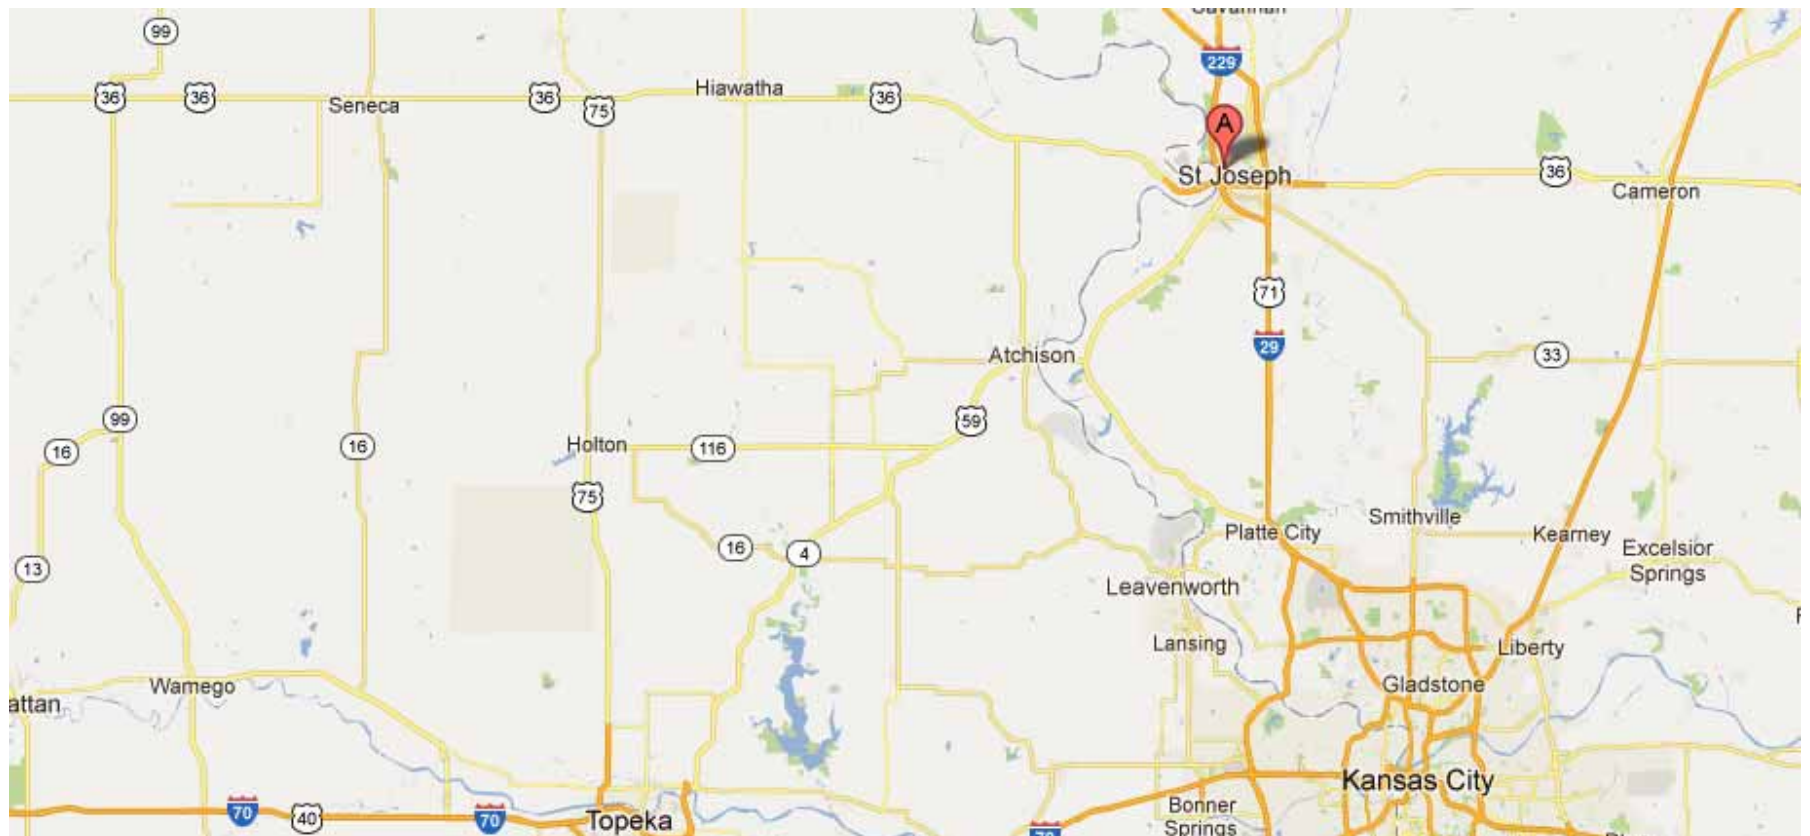 Savannah
99
229
36
36
Seneca
36
75
Hiawatha
36
A
St Joseph
36
Cameron
71
29
Atchison
33
99
16
16
Holton
116
59
75
Platte City
Smithville
Kearney
Excelsior
Springs
13
16
4
Leavenworth
Lansing
Liberty
Wamego
Gladstone
attan
Kansas City
70
40
70
Topeka
Bonner
Springs
70